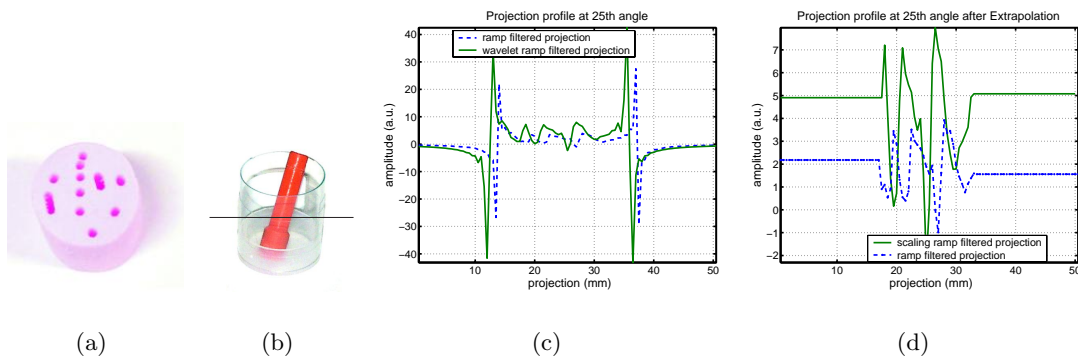 Projection profile at 25th angle
ramp filtered projection
wavelet ramp filtered projection
40
30
20
10
0
−10
−20
−30
−40
amplitude (a.u.)
10
20
30
40
50
projection (mm)
Projection profile at 25th angle after Extrapolation
7
6
5
4
3
2
1
0
−1
−2
amplitude (a.u.)
scaling ramp filtered projection
ramp filtered projection
10
20
30
40
50
projection (mm)
(a)
(b)
(c)
(d)